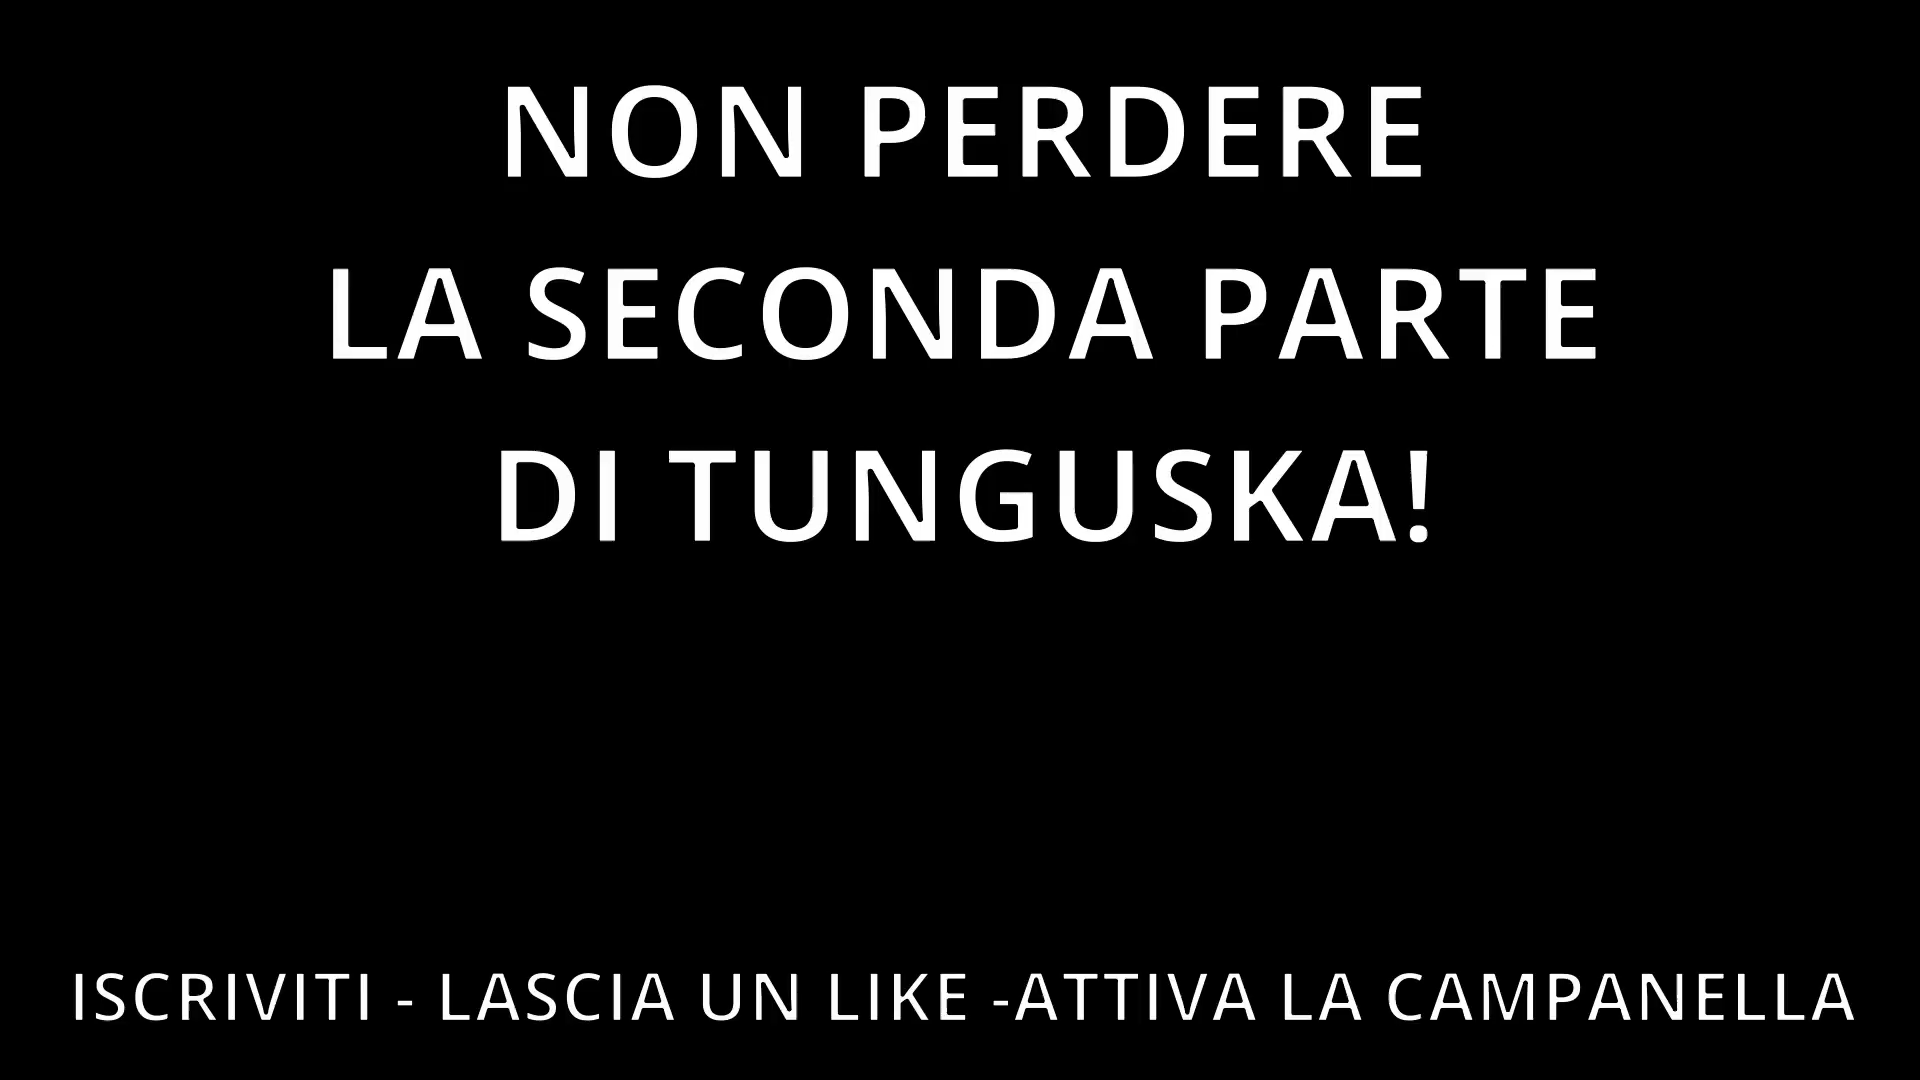 NON PERDERE
LA SECONDA PARTE
DI TUNGUSKA!
ISCRIVITI - LASCIA UN LIKE -ATTIVA LA CAMPANELLA